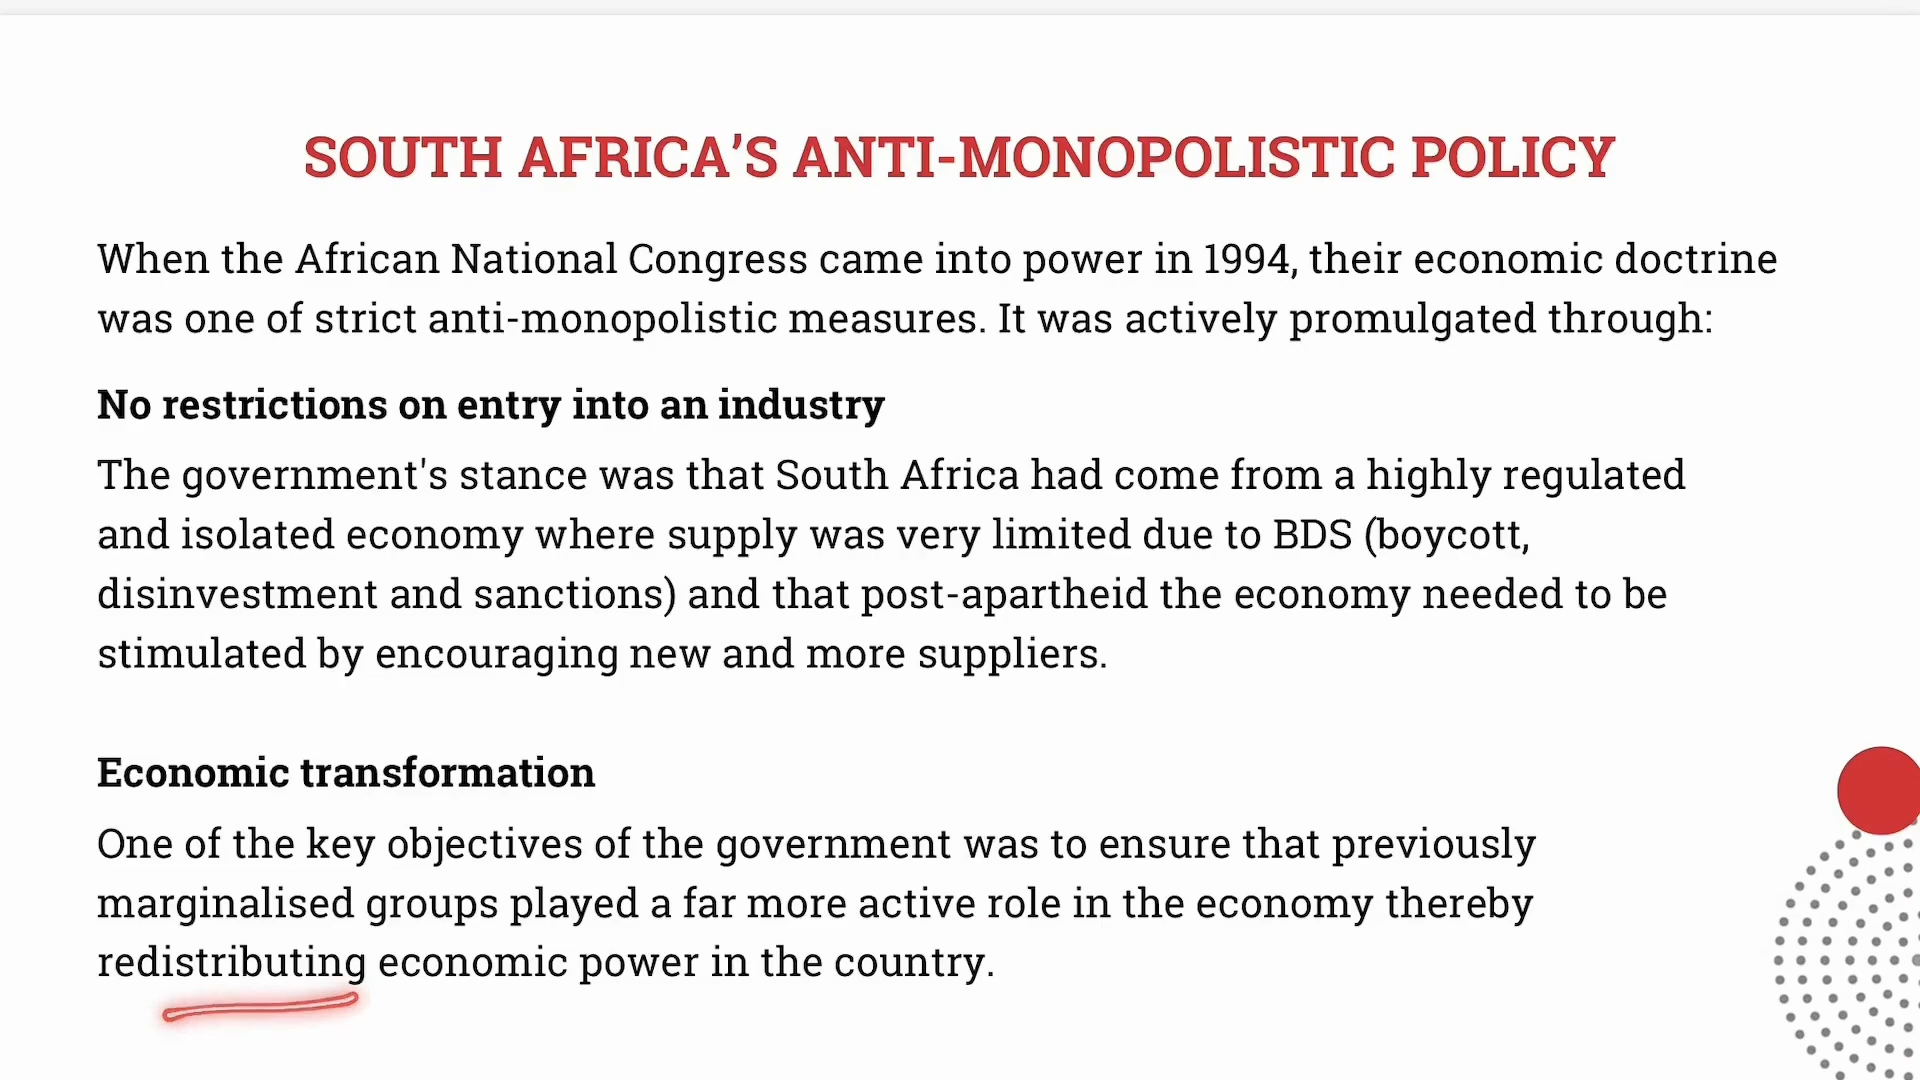 SOUTH AFRICA’S ANTI-MONOPOLISTIC POLICY
When the African National Congress came into power in 1994, their economic doctrine
was one of strict anti-monopolistic measures. It was actively promulgated through:
No restrictions on entry into an industry
The government's stance was that South Africa had come from a highly regulated
and isolated economy where supply was very limited due to BDS (boycott,
disinvestment and sanctions) and that post-apartheid the economy needed to be
stimulated by encouraging new and more suppliers.
Economic transformation
One of the key objectives of the government was to ensure that previously
marginalised groups played a far more active role in the economy thereby
redistributing economic power in the country.